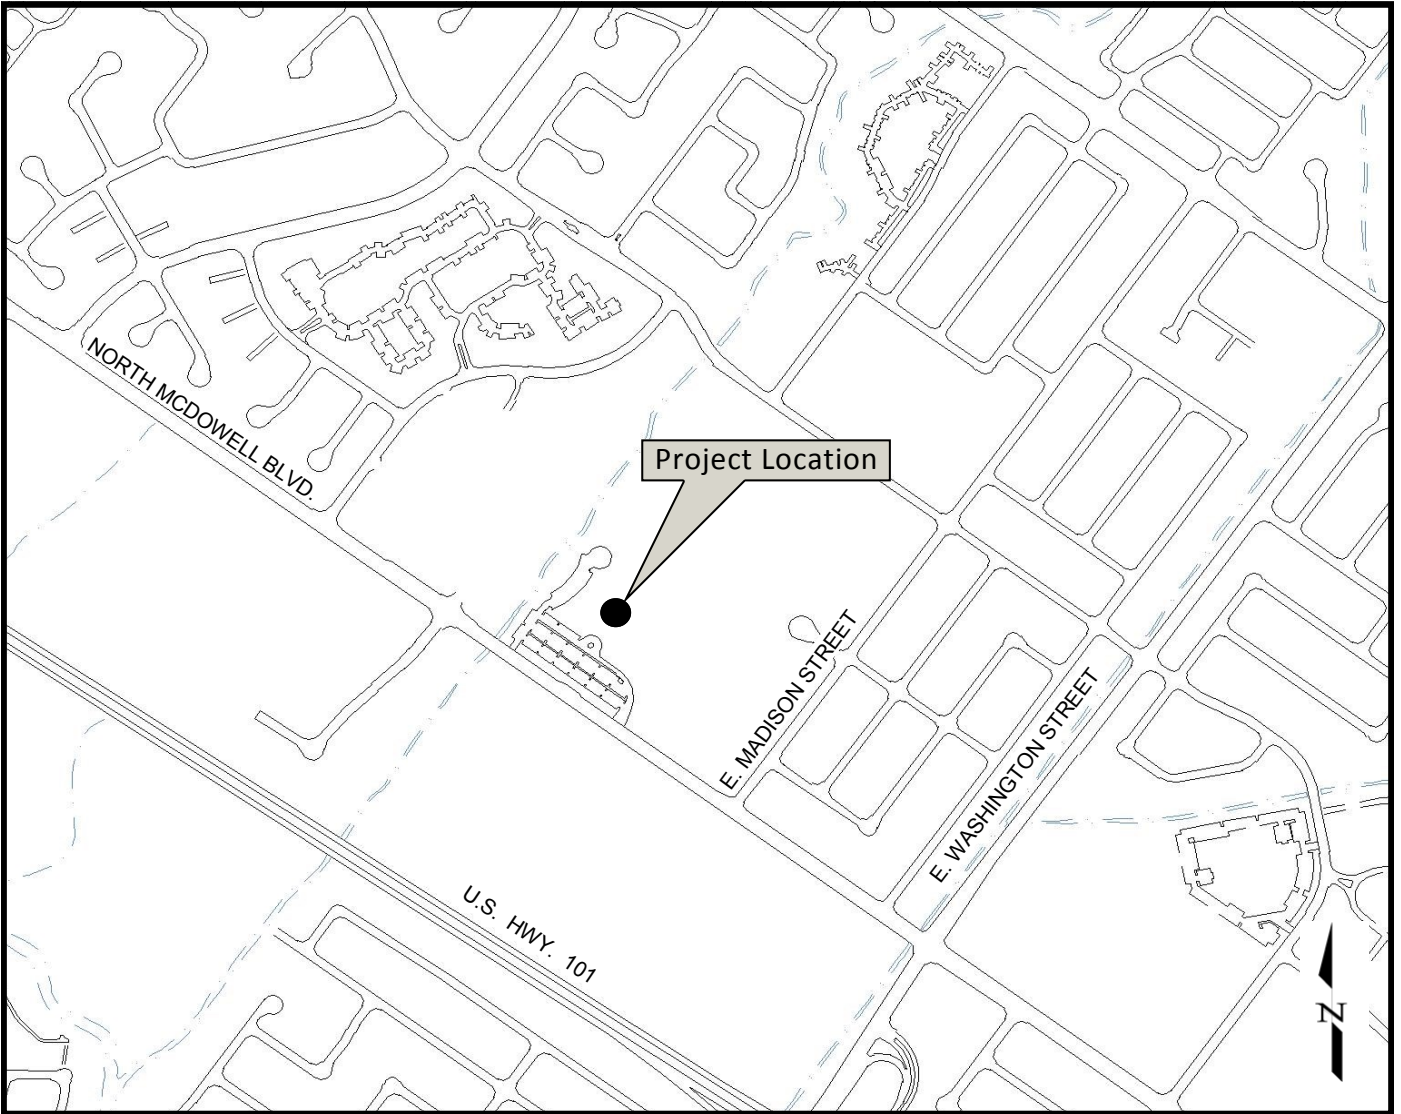 NORTH MCDOWELL BLVD.
Project Location
E. MADISON STREET
E. WASHINGTON STREET
U.S. HWY. 101
N